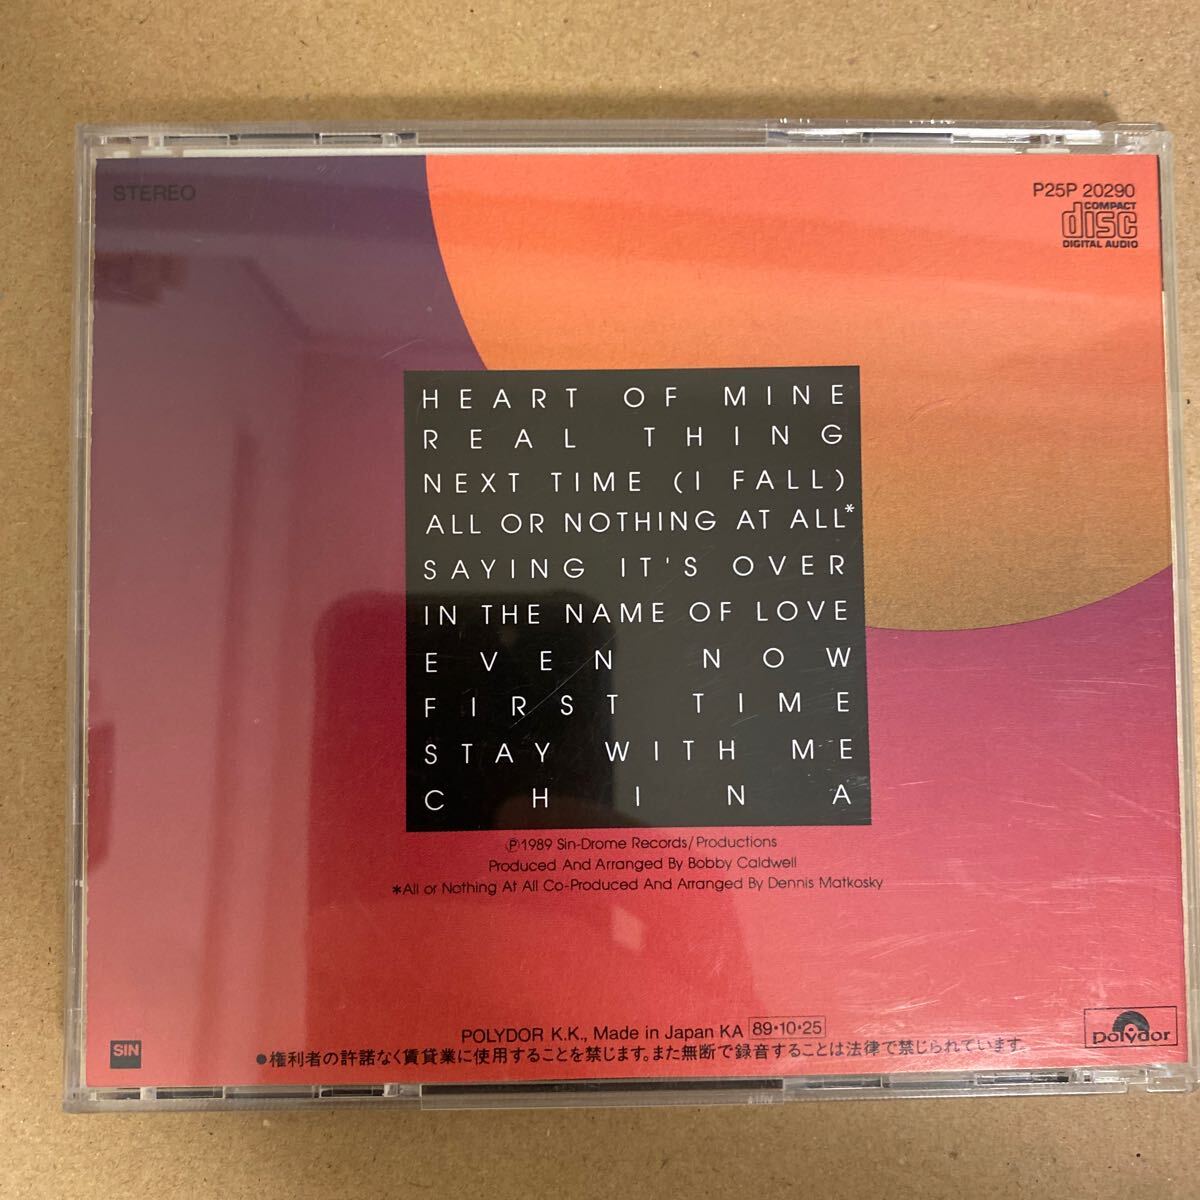 STEREO
P25P 20290
COMPACT
disc
DIGITAL AUDIO
HEART OF MINE
REAL THING
NEXT TIME (I FALL)
ALL OR NOTHING AT ALL*
SAYING IT'S OVER
IN THE NAME OF LOVE
EVEN NOW
FIRST TIME
STAY WITH ME
CHINA
Ⓟ1989 Sin-Drome Records/Productions
Produced And Arranged By Bobby Caldwell
*All or Nothing At All Co-Produced And Arranged By Dennis Matkosky
POLYDOR K.K., Made in Japan KA 89・10・25
●権利者の許諾なく賃貸業に使用することを禁じます。また無断で録音することは法律で禁じられています。
SIN
polydor